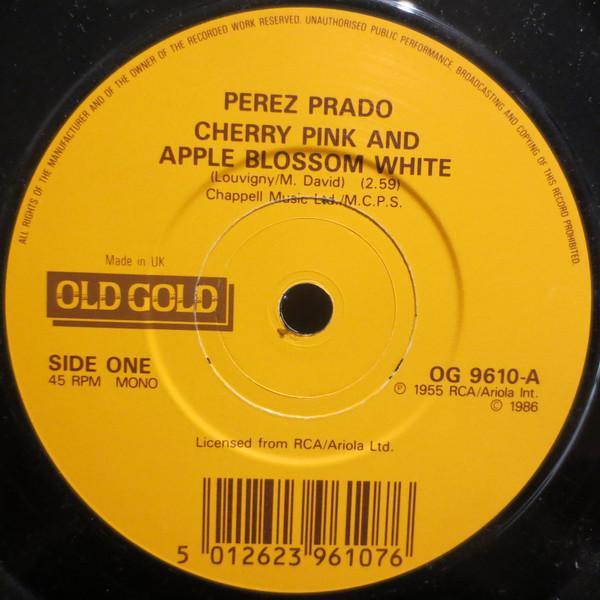 ALL RIGHTS OF THE MANUFACTURER AND OF THE OWNER OF THE RECORDED WORK RESERVED. UNAUTHORISED PUBLIC PERFORMANCE, BROADCASTING AND COPYING OF THIS RECORD PROHIBITED.
PEREZ PRADO
CHERRY PINK AND
APPLE BLOSSOM WHITE
(Louvigny/M. David) (2.59)
Chappell Music Ltd./M.C.P.S.
Made in UK
OLD GOLD
SIDE ONE
45 RPM MONO
OG 9610-A
℗ 1955 RCA/Ariola Int.
© 1986
Licensed from RCA/Ariola Ltd.
5 012623 961076